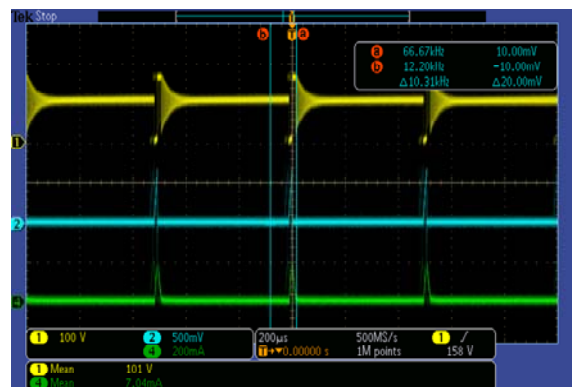 Tek Stop
T
b T a
a 66.67kHz 10.00mV
b 12.20kHz -10.00mV
Δ10.31kHz Δ20.00mV
1
2
4
1 100 V 2 500mV 200µs 500MS/s 1 /
4 200mA T→▼0.00000 s 1M points 158 V
1 Mean 101 V
4 Mean 7.04mA